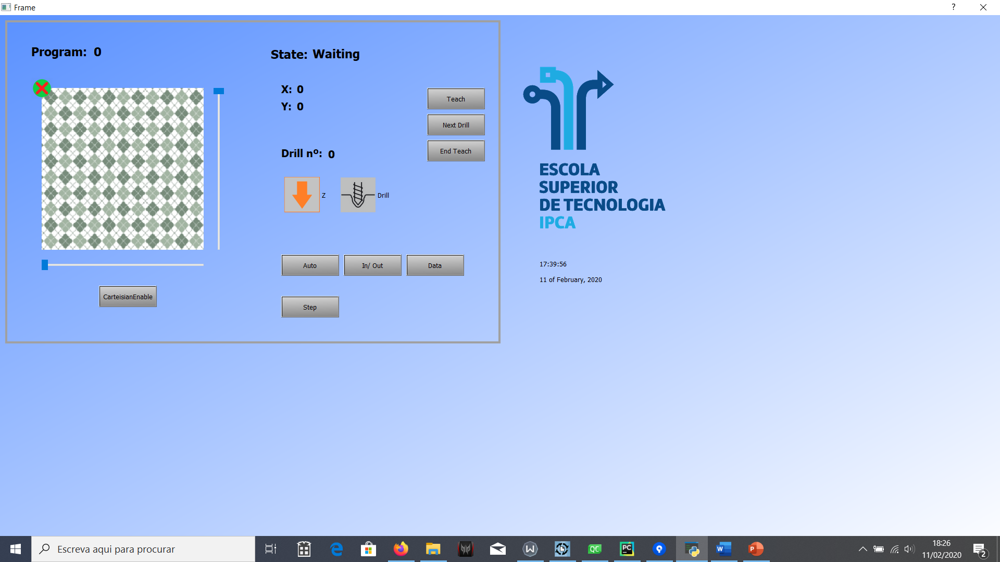 Frame
?
Program: 0
State: Waiting
X: 0
Y: 0
Teach
Next Drill
End Teach
Drill nº: 0
Z
Drill
Auto
In/ Out
Data
CarteisianEnable
Step
ESCOLA
SUPERIOR
DE TECNOLOGIA
IPCA
17:39:56
11 of February, 2020
Escreva aqui para procurar
QC
PC
W
P
18:26
11/02/2020
2